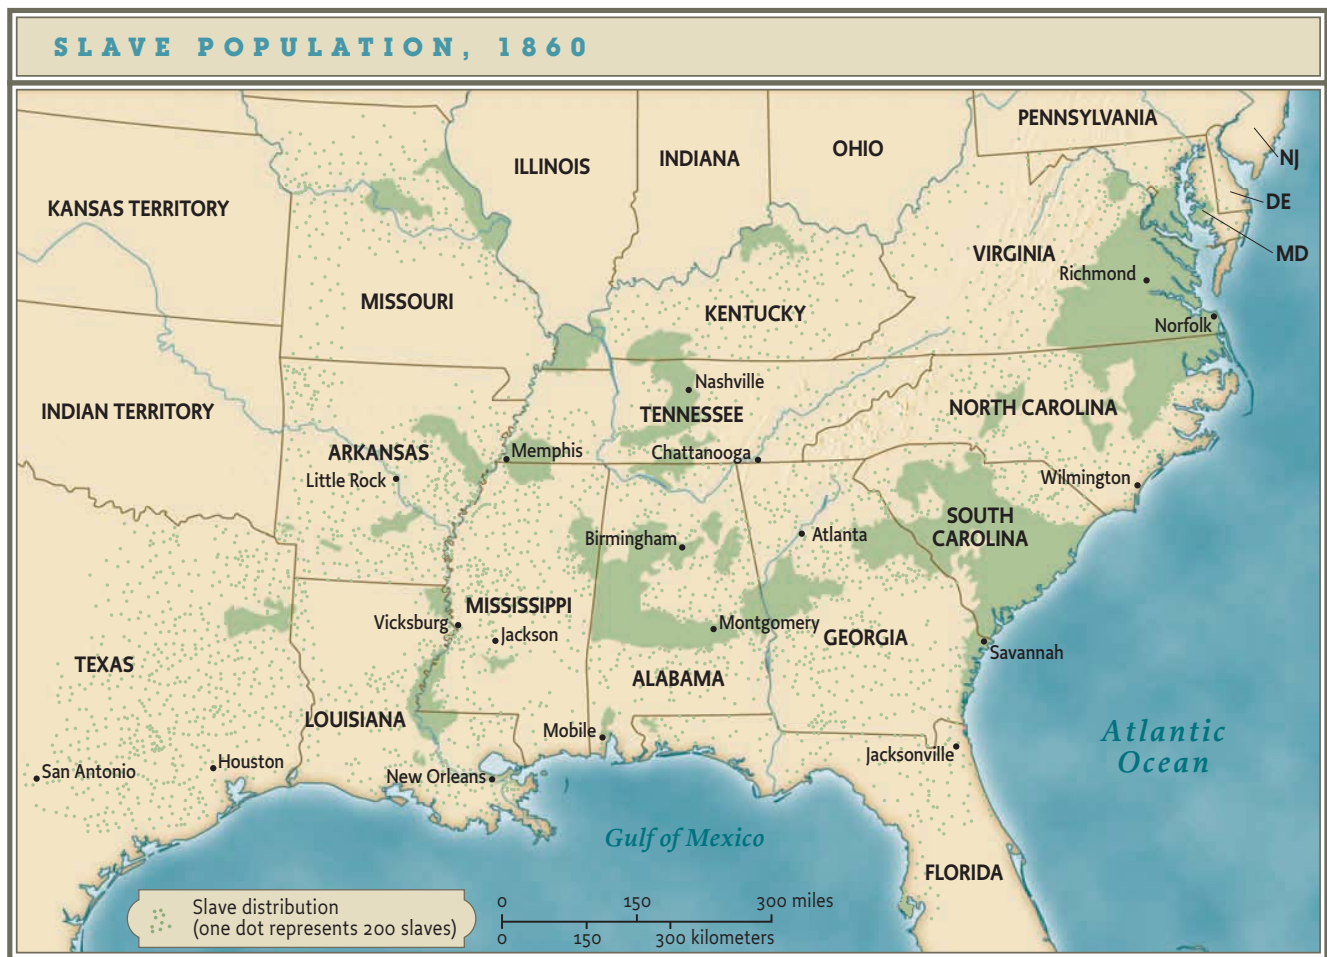 SLAVE POPULATION, 1860
PENNSYLVANIA
OHIO
INDIANA
ILLINOIS
NJ
KANSAS TERRITORY
DE
VIRGINIA
MD
Richmond
MISSOURI
KENTUCKY
Norfolk
Nashville
INDIAN TERRITORY
TENNESSEE
NORTH CAROLINA
ARKANSAS
Memphis
Chattanooga
Little Rock
Wilmington
SOUTH
CAROLINA
Birmingham
Atlanta
MISSISSIPPI
Vicksburg
Jackson
Montgomery
GEORGIA
Savannah
TEXAS
ALABAMA
LOUISIANA
Mobile
Jacksonville
Atlantic
Ocean
San Antonio
Houston
New Orleans
Gulf of Mexico
FLORIDA
Slave distribution
(one dot represents 200 slaves)
0 150 300 miles
0 150 300 kilometers